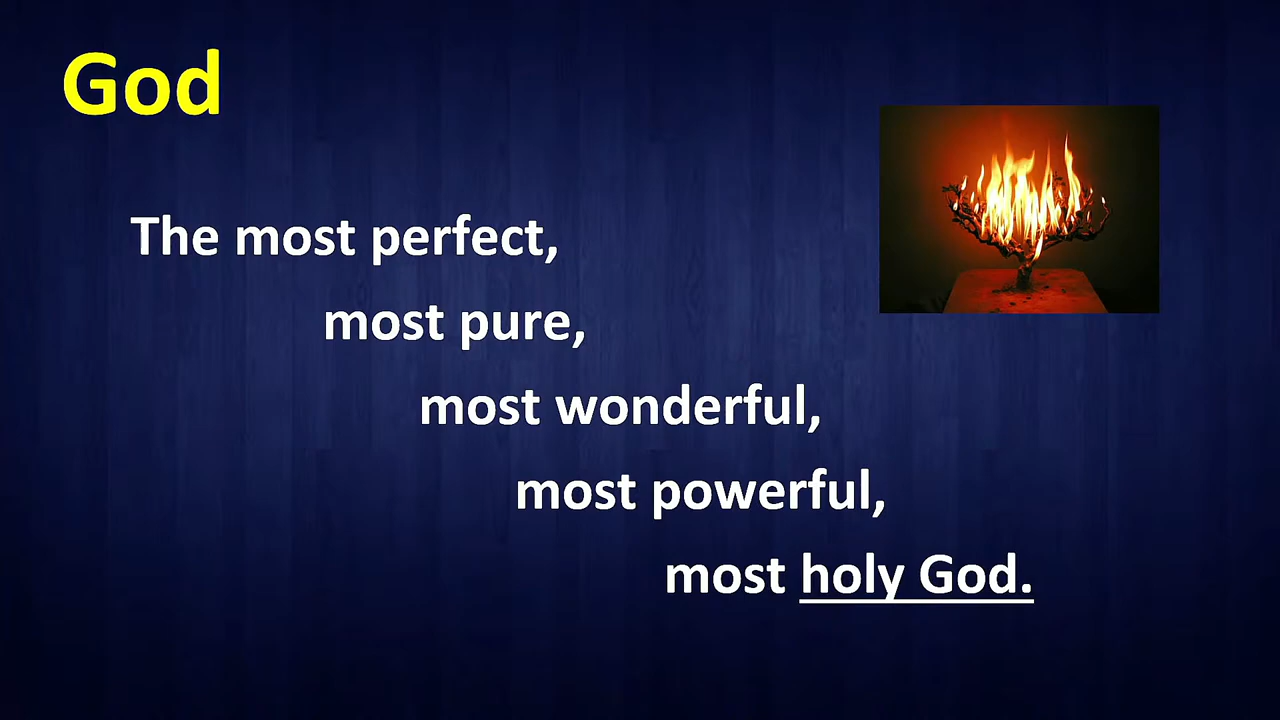 God
The most perfect,
most pure,
most wonderful,
most powerful,
most holy God.